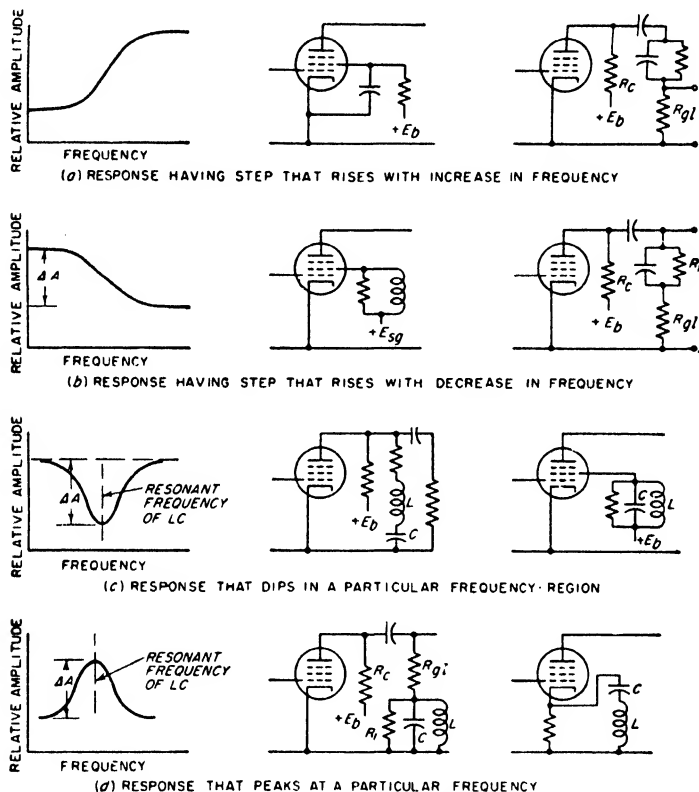 RELATIVE AMPLITUDE
FREQUENCY
+Eb
Rc
+Eb
Rgl
(a) RESPONSE HAVING STEP THAT RISES WITH INCREASE IN FREQUENCY
RELATIVE AMPLITUDE
ΔA
FREQUENCY
+Esg
Rc
+Eb
Rgl
(b) RESPONSE HAVING STEP THAT RISES WITH DECREASE IN FREQUENCY
RELATIVE AMPLITUDE
ΔA
RESONANT
FREQUENCY
OF LC
FREQUENCY
+Eb
L
C
C
L
+Eb
(c) RESPONSE THAT DIPS IN A PARTICULAR FREQUENCY·REGION
RELATIVE AMPLITUDE
ΔA
RESONANT
FREQUENCY
OF LC
FREQUENCY
Rc
+Eb
Rgl
R1
C
L
C
L
(d) RESPONSE THAT PEAKS AT A PARTICULAR FREQUENCY